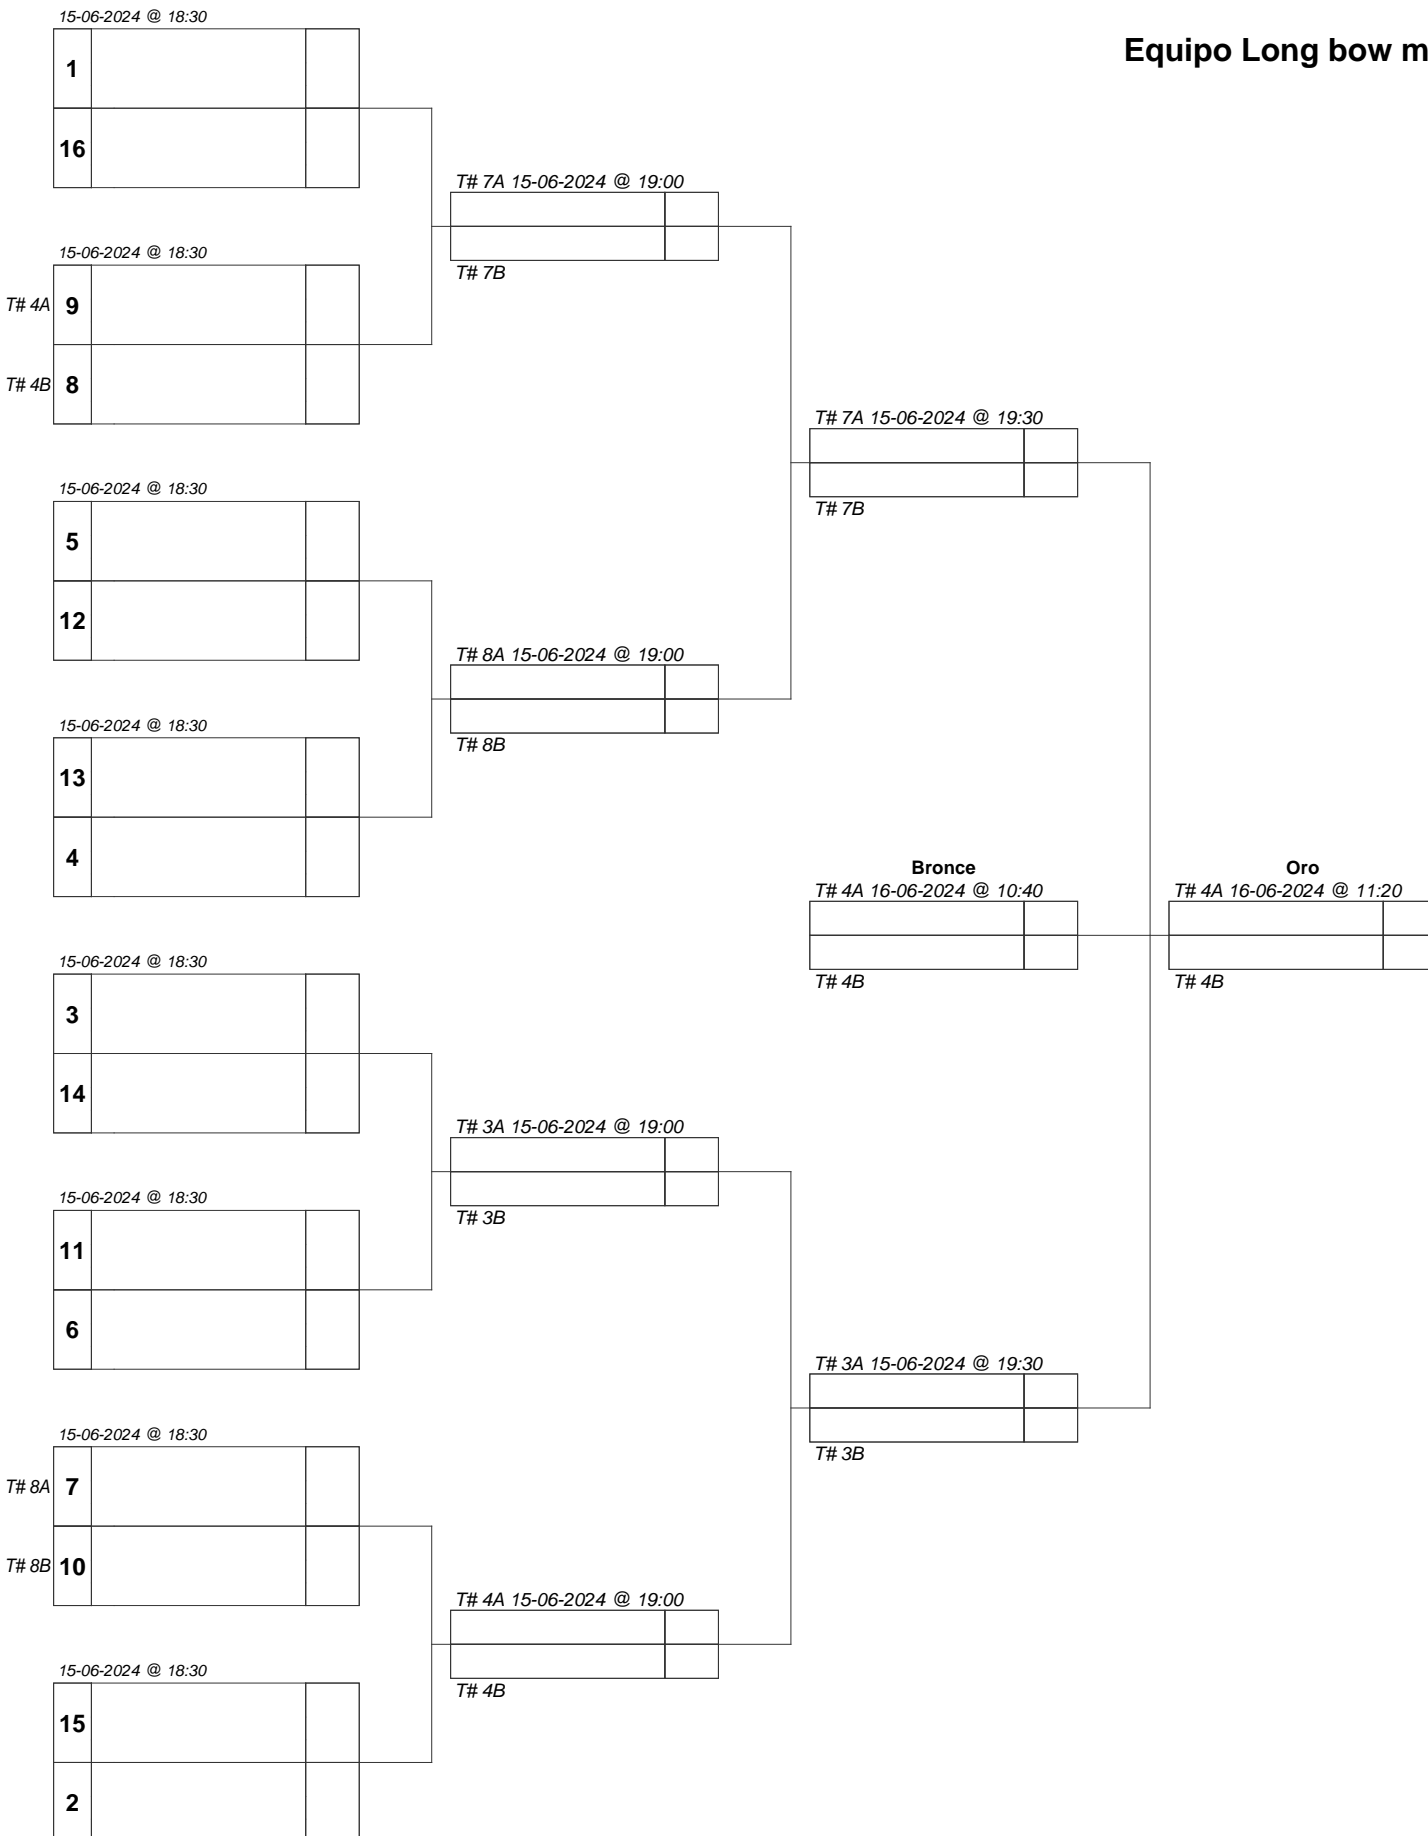 15-06-2024 @ 18:30
Equipo Long bow m
1
16
T# 7A 15-06-2024 @ 19:00
15-06-2024 @ 18:30
T# 7B
T# 4A 9
T# 4B 8
T# 7A 15-06-2024 @ 19:30
15-06-2024 @ 18:30
T# 7B
5
12
T# 8A 15-06-2024 @ 19:00
15-06-2024 @ 18:30
T# 8B
13
4
Bronce
Oro
T# 4A 16-06-2024 @ 10:40
T# 4A 16-06-2024 @ 11:20
15-06-2024 @ 18:30
T# 4B
T# 4B
3
14
T# 3A 15-06-2024 @ 19:00
15-06-2024 @ 18:30
T# 3B
11
6
T# 3A 15-06-2024 @ 19:30
15-06-2024 @ 18:30
T# 3B
T# 8A 7
T# 8B 10
T# 4A 15-06-2024 @ 19:00
15-06-2024 @ 18:30
T# 4B
15
2